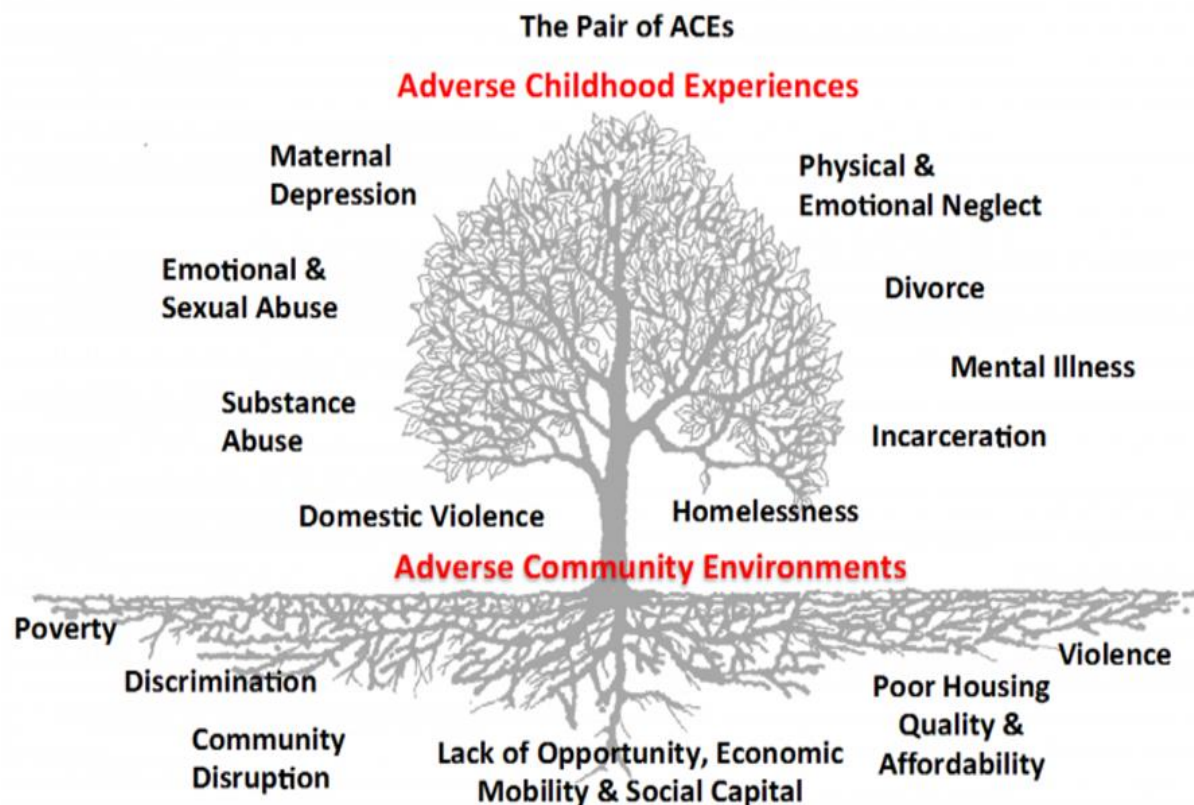 The Pair of ACEs
Adverse Childhood Experiences
Maternal
Depression
Physical &
Emotional Neglect
Emotional &
Sexual Abuse
Divorce
Mental Illness
Substance
Abuse
Incarceration
Domestic Violence
Homelessness
Adverse Community Environments
Poverty
Violence
Discrimination
Poor Housing
Quality &
Affordability
Community
Disruption
Lack of Opportunity, Economic
Mobility & Social Capital